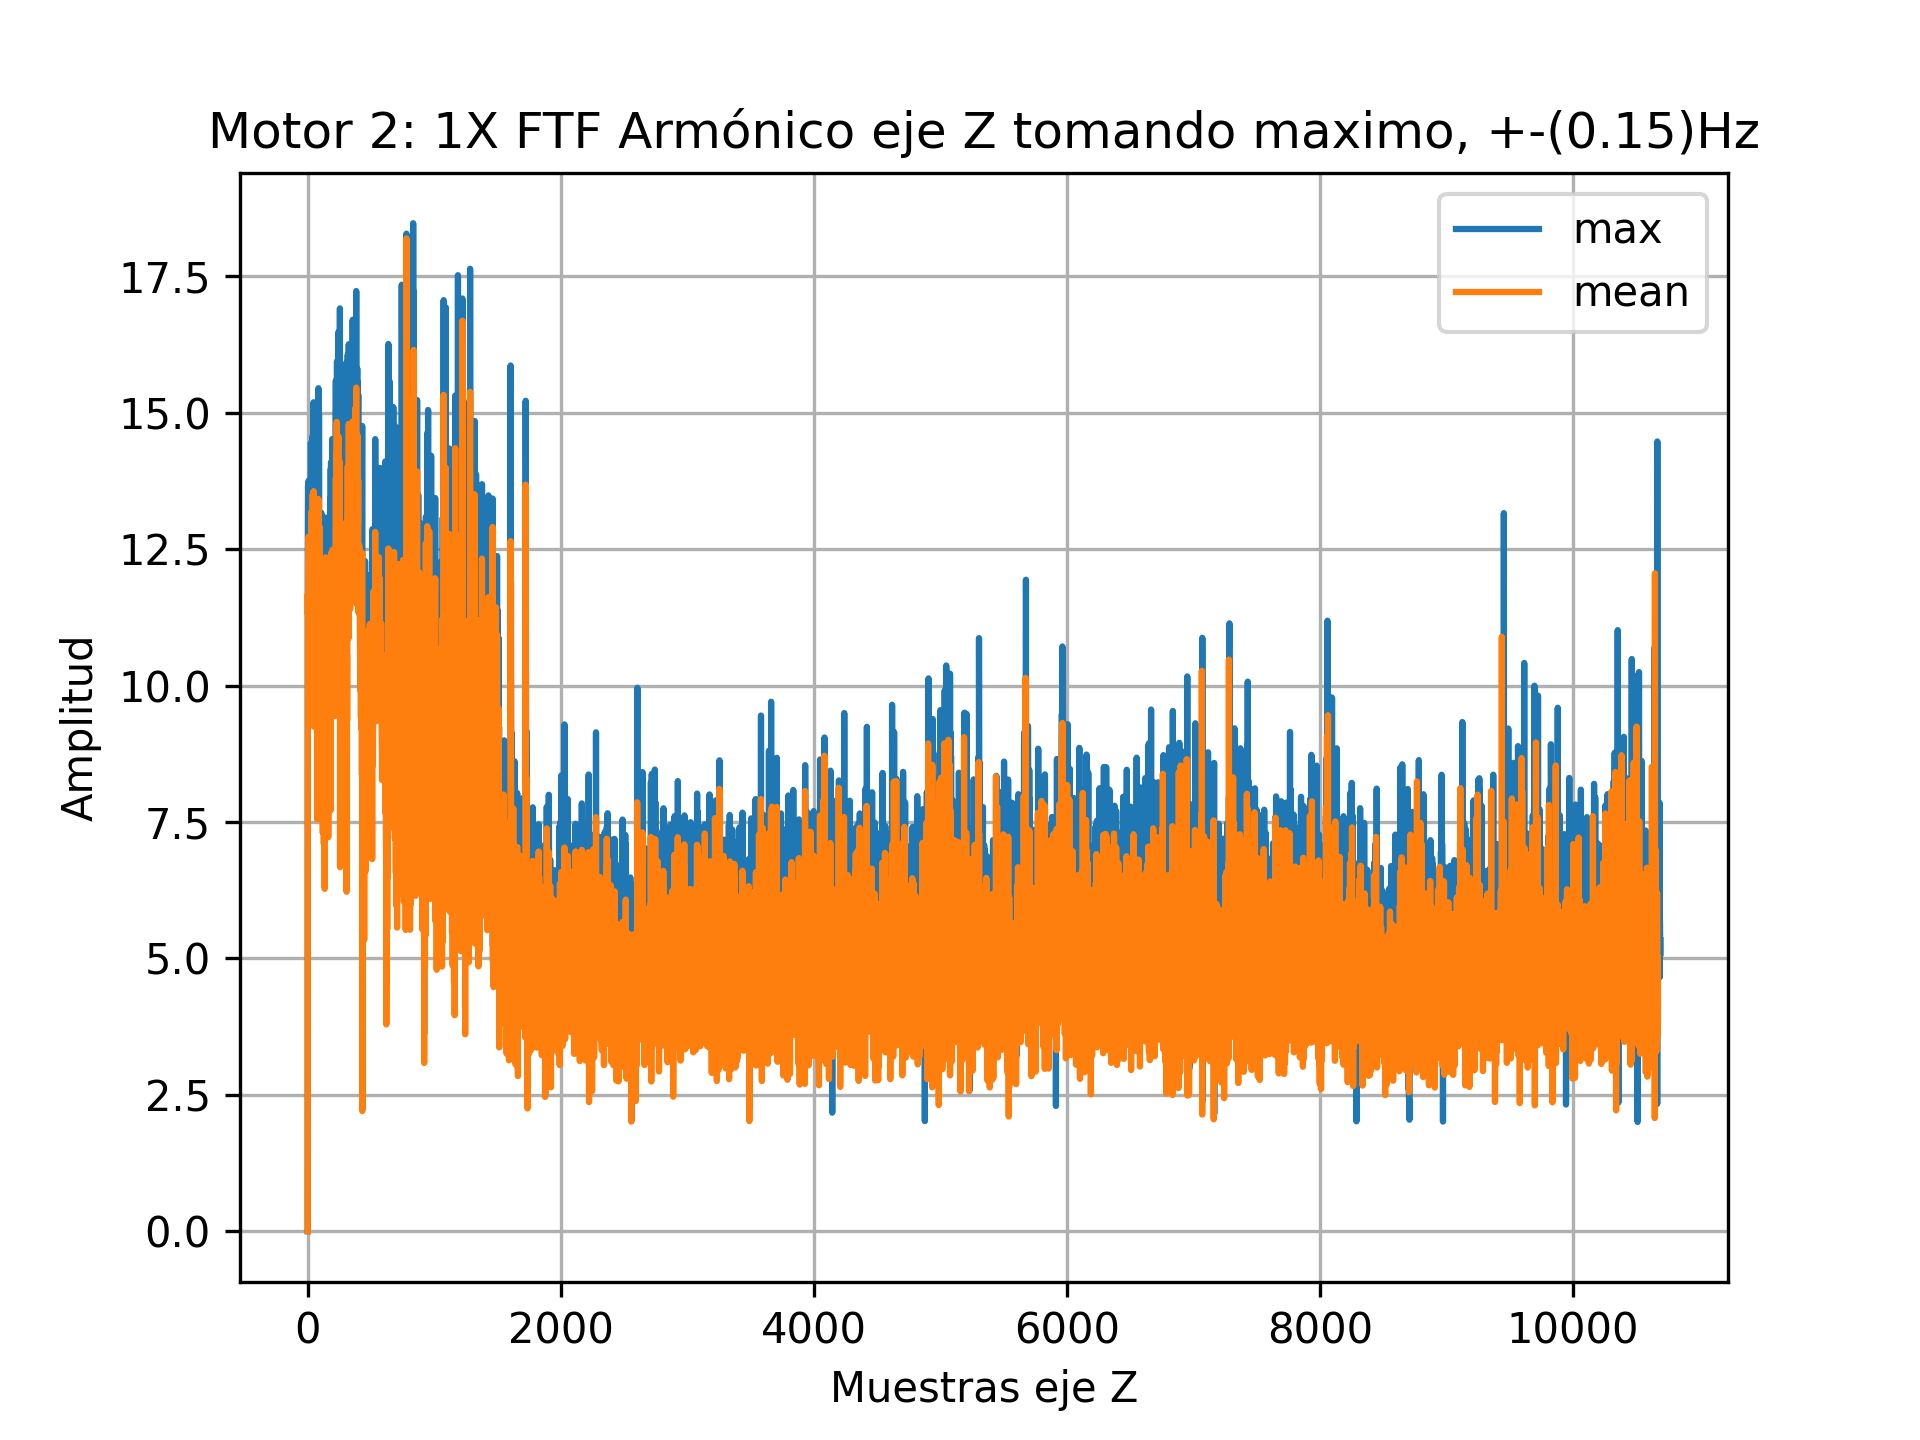 Motor 2: 1X FTF Armónico eje Z tomando maximo, +-(0.15)Hz
max
mean
17.5
15.0
12.5
10.0
7.5
5.0
2.5
0.0
Amplitud
0 2000 4000 6000 8000 10000
Muestras eje Z